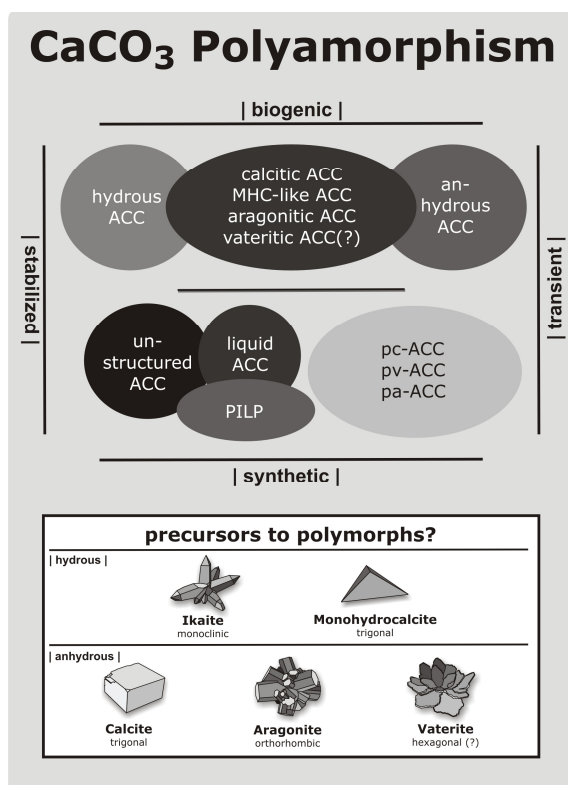 CaCO₃ Polyamorphism
| biogenic |
hydrous
ACC
calcitic ACC
MHC-like ACC
aragonitic ACC
vateritic ACC(?)
an-
hydrous
ACC
| stabilized |
| transient |
un-
structured
ACC
liquid
ACC
PILP
pc-ACC
pv-ACC
pa-ACC
| synthetic |
precursors to polymorphs?
| hydrous |
Ikaite
monoclinic
Monohydrocalcite
trigonal
| anhydrous |
Calcite
trigonal
Aragonite
orthorhombic
Vaterite
hexagonal (?)